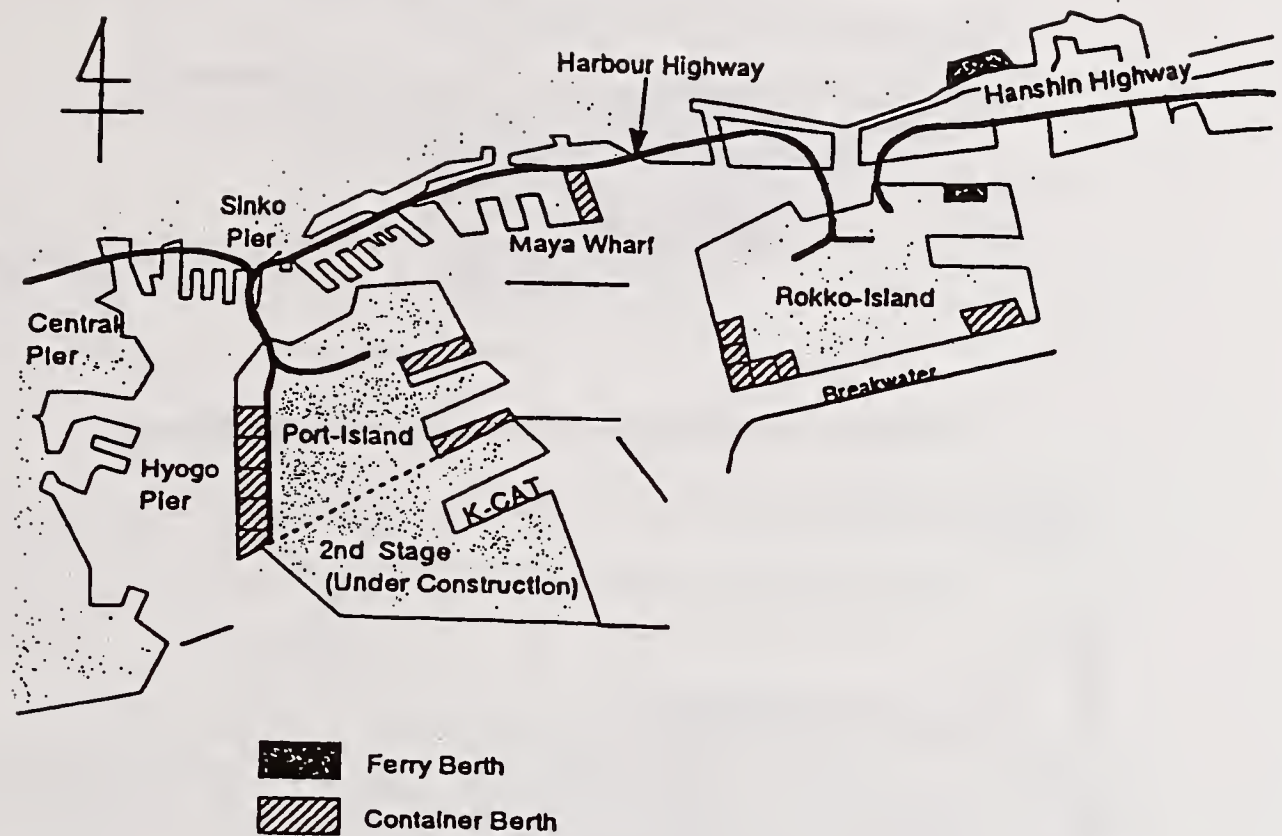 Harbour Highway
Hanshin Highway
Sinko
Pier
Maya Wharf
Rokko-Island
Central
Pier
Breakwater
Port-Island
Hyogo
Pier
K-CAT
2nd Stage
(Under Construction)
Ferry Berth
Container Berth